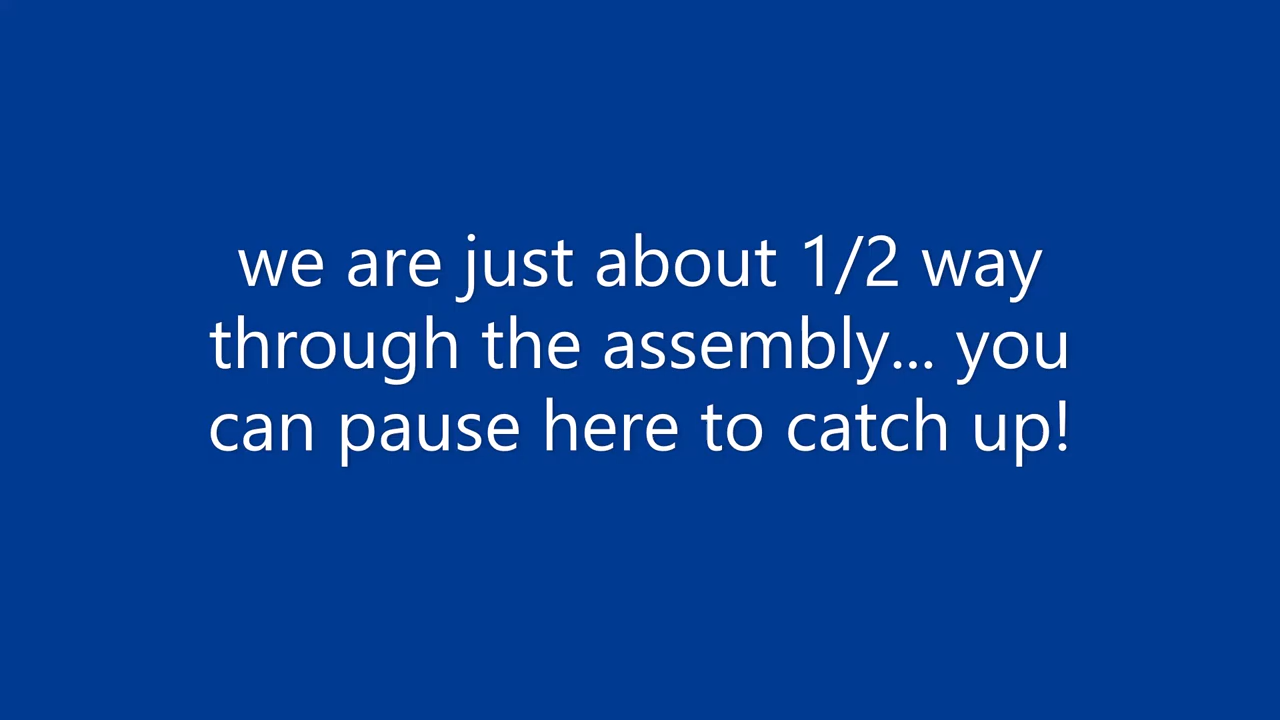 we are just about 1/2 way
through the assembly... you
can pause here to catch up!